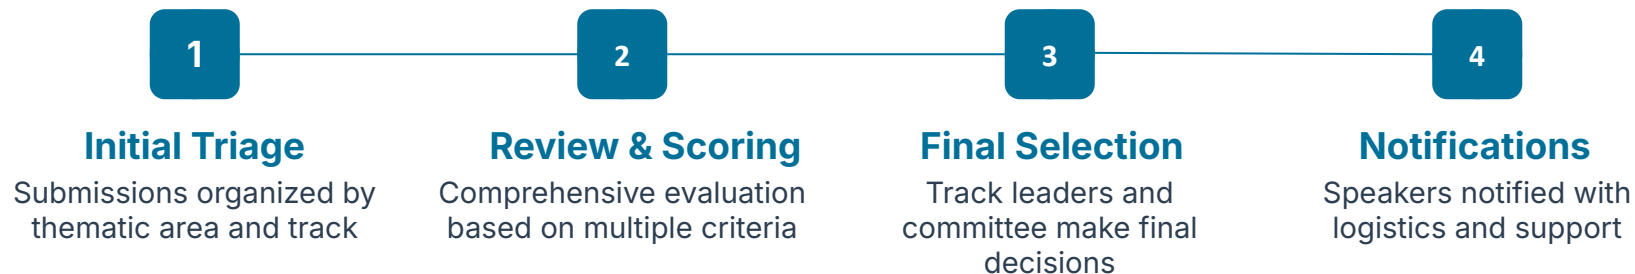 1
2
3
4
Initial Triage
Submissions organized by
thematic area and track
Review & Scoring
Comprehensive evaluation
based on multiple criteria
Final Selection
Track leaders and
committee make final
decisions
Notifications
Speakers notified with
logistics and support